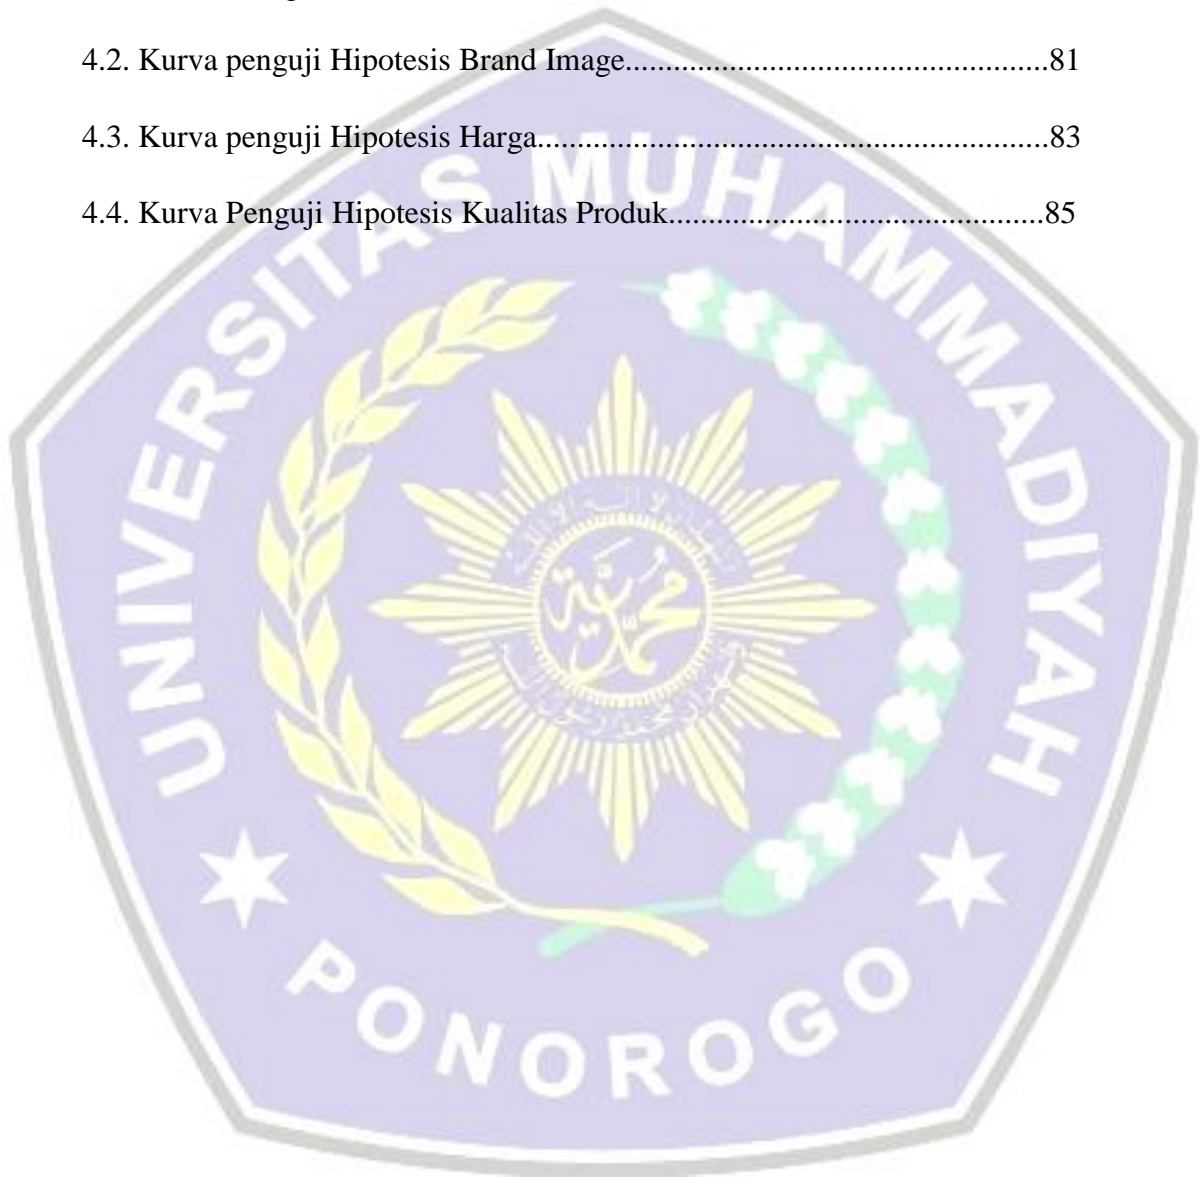 4.2. Kurva penguji Hipotesis Brand Image.....................................................81
4.3. Kurva penguji Hipotesis Harga................................................................83
4.4. Kurva Penguji Hipotesis Kualitas Produk...............................................85
UNIVERSITAS MUHAMMADIYAH
محمدية
PONOROGO